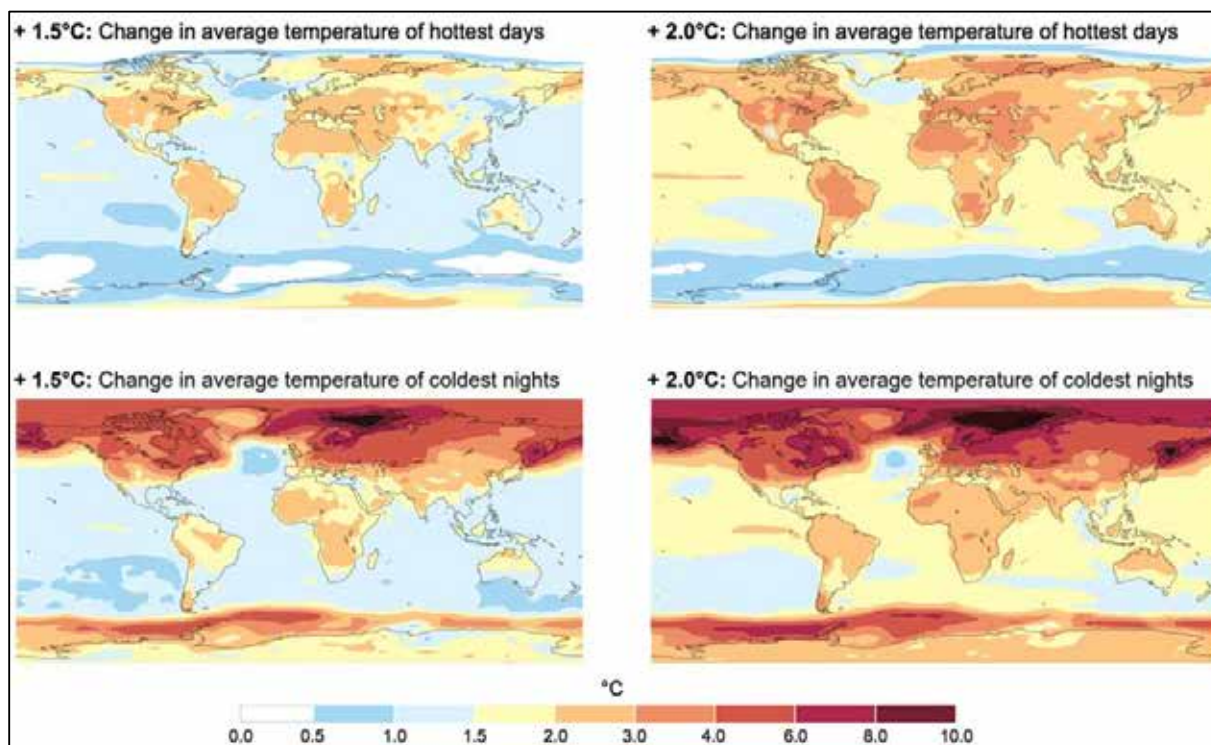 + 1.5°C: Change in average temperature of hottest days
+ 2.0°C: Change in average temperature of hottest days
+ 1.5°C: Change in average temperature of coldest nights
+ 2.0°C: Change in average temperature of coldest nights
°C
0.0 0.5 1.0 1.5 2.0 3.0 4.0 6.0 8.0 10.0